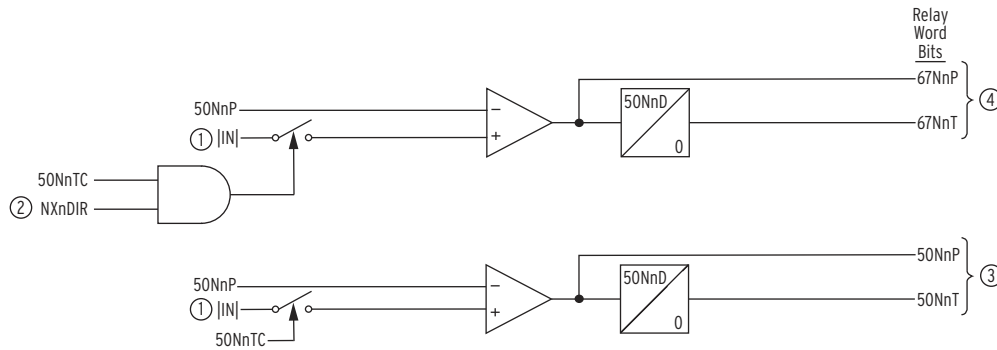 Relay
Word
Bits
50NnP
67NnP
④
50NnD
0
① |IN|
67NnT
50NnTC
② NXnDIR
50NnP
50NnP
③
50NnD
0
① |IN|
50NnT
50NnTC
−
+
−
+